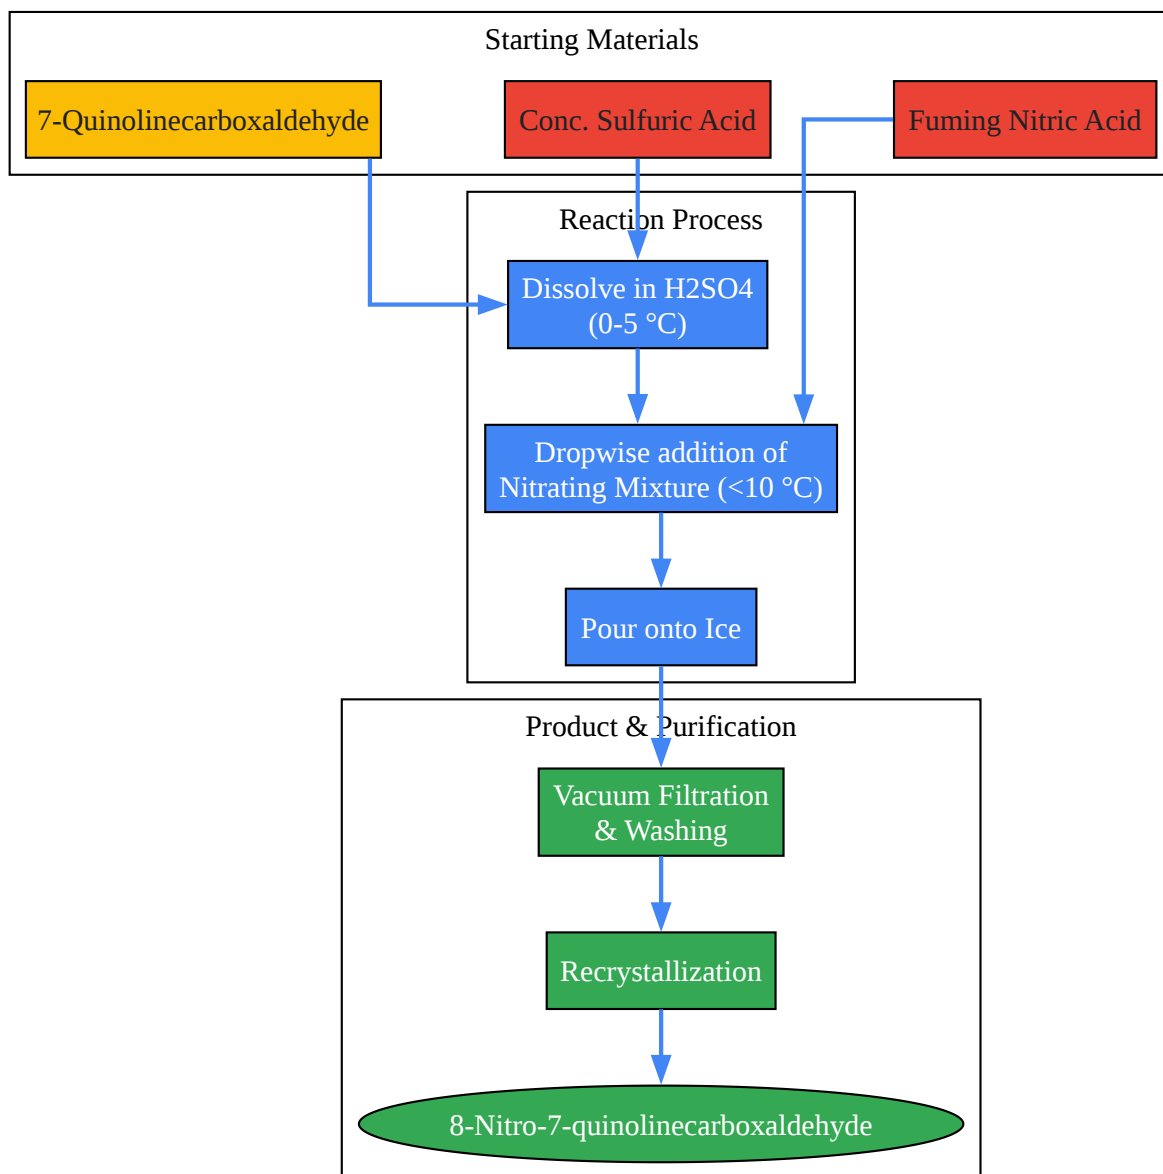 Starting Materials
7-Quinolinecarboxaldehyde
Conc. Sulfuric Acid
Fuming Nitric Acid
Reaction Process
Dissolve in H2SO4
(0-5 °C)
Dropwise addition of
Nitrating Mixture (<10 °C)
Pour onto Ice
Product & Purification
Vacuum Filtration
& Washing
Recrystallization
8-Nitro-7-quinolinecarboxaldehyde